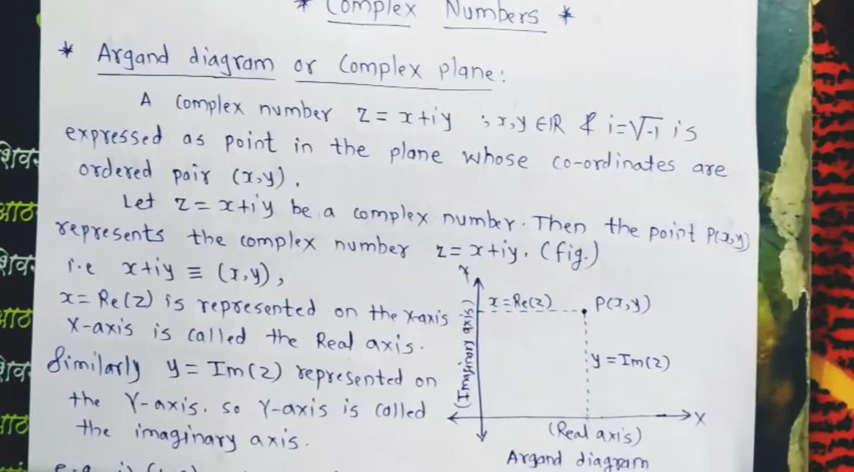 * Complex Numbers *
* Argand diagram or Complex plane:
A complex number z = x+iy ; x,y ∈ IR & i=√-1 is
expressed as point in the plane whose co-ordinates are
ordered pair (x,y).
Let z = x+iy be a complex number. Then the point P(x,y)
represents the complex number z = x+iy. (fig.)
i.e x+iy ≡ (x,y),
x = Re(z) is represented on the x-axis
X-axis is called the Real axis.
Similarly y = Im(z) represented on
the Y-axis. so Y-axis is called
the imaginary axis.
Y
x=Re(z)
P(x,y)
(Imaginary axis)
y=Im(z)
X
(Real axis)
Argand diagram
शिव
आठ
शिव
आठ
शिव